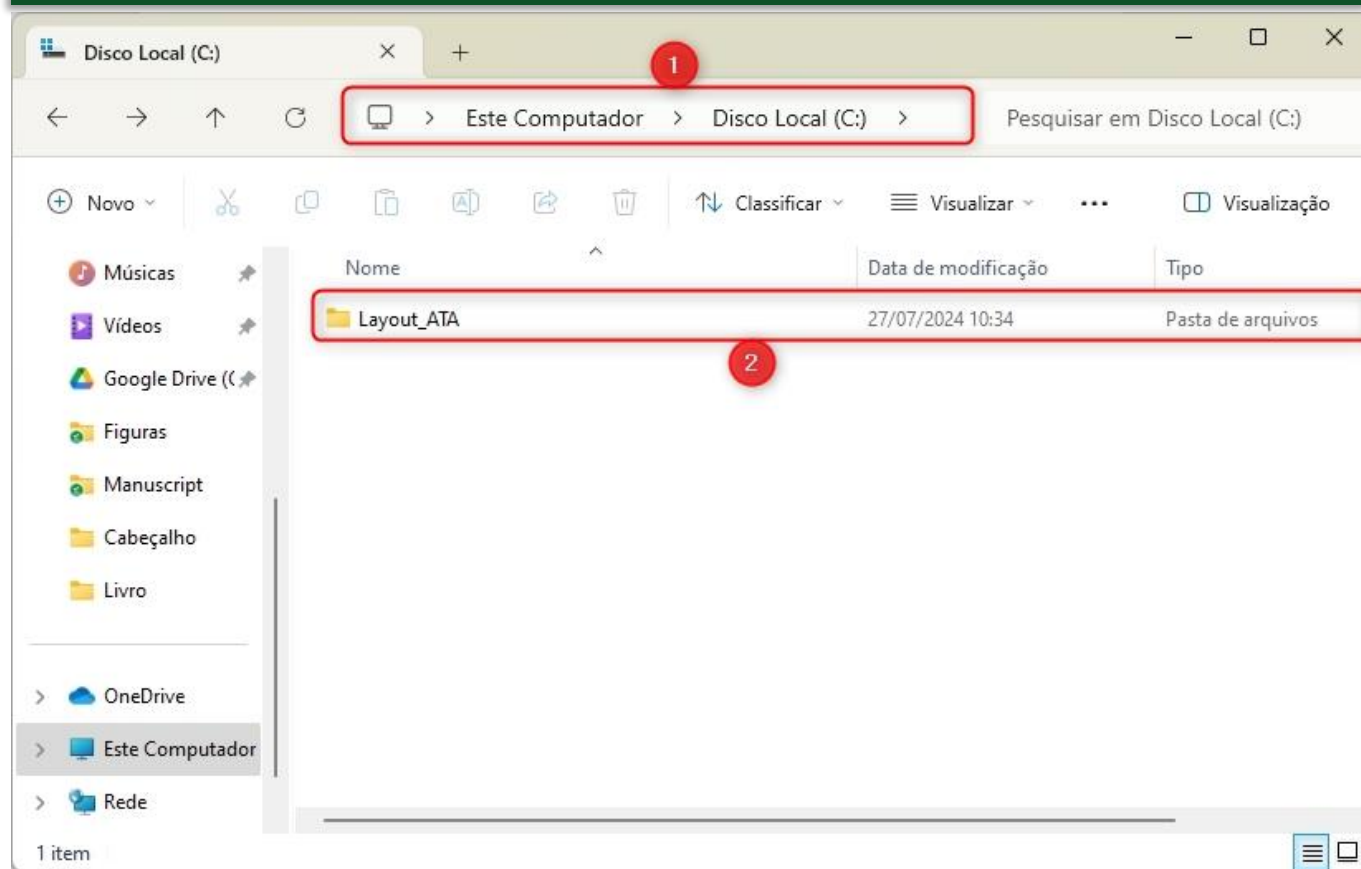 Disco Local (C:)
1
Este Computador > Disco Local (C:) >
Pesquisar em Disco Local (C:)
Novo
Classificar
Visualizar
Visualização
Nome
Data de modificação
Tipo
Layout_ATA
27/07/2024 10:34
Pasta de arquivos
2
Músicas
Vídeos
Google Drive ((
Figuras
Manuscript
Cabeçalho
Livro
OneDrive
Este Computador
Rede
1 item